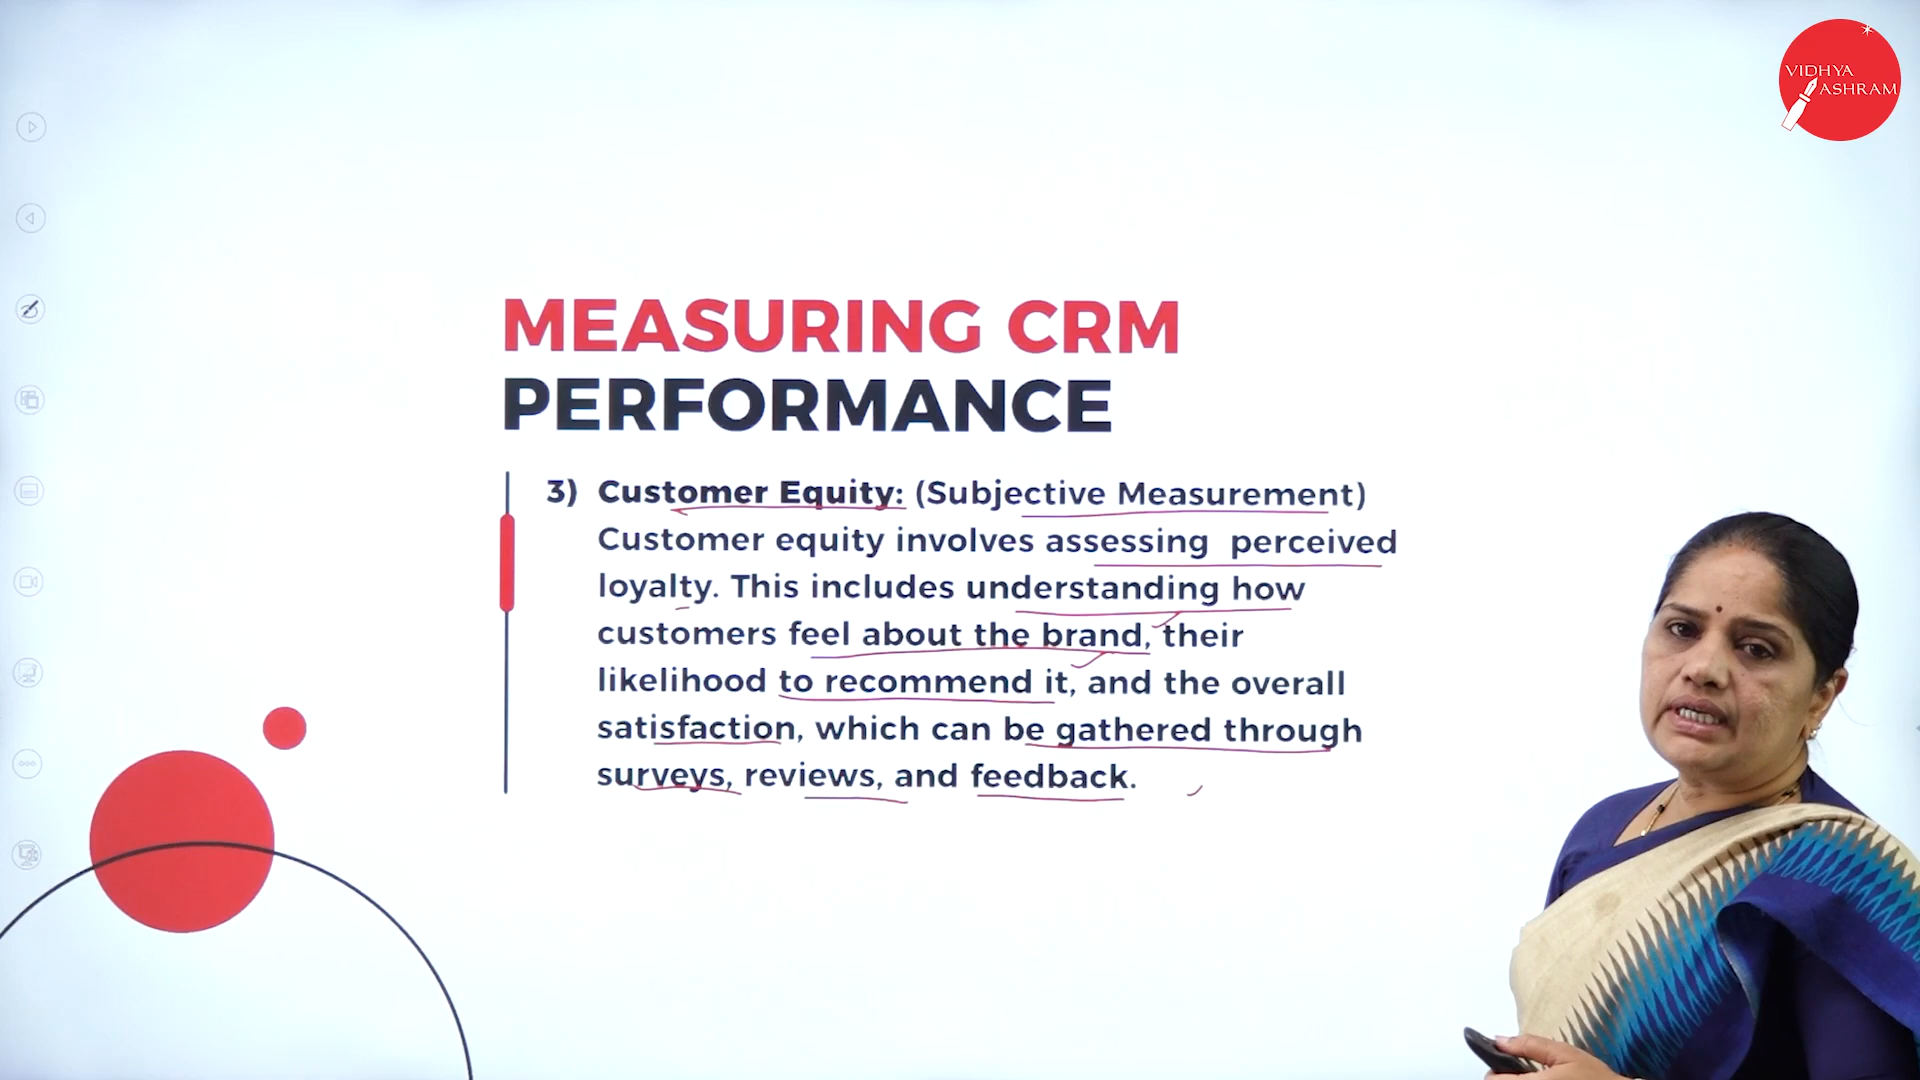 VIDHYA
ASHRAM
MEASURING CRM
PERFORMANCE
3) Customer Equity: (Subjective Measurement)
Customer equity involves assessing perceived
loyalty. This includes understanding how
customers feel about the brand, their
likelihood to recommend it, and the overall
satisfaction, which can be gathered through
surveys, reviews, and feedback.